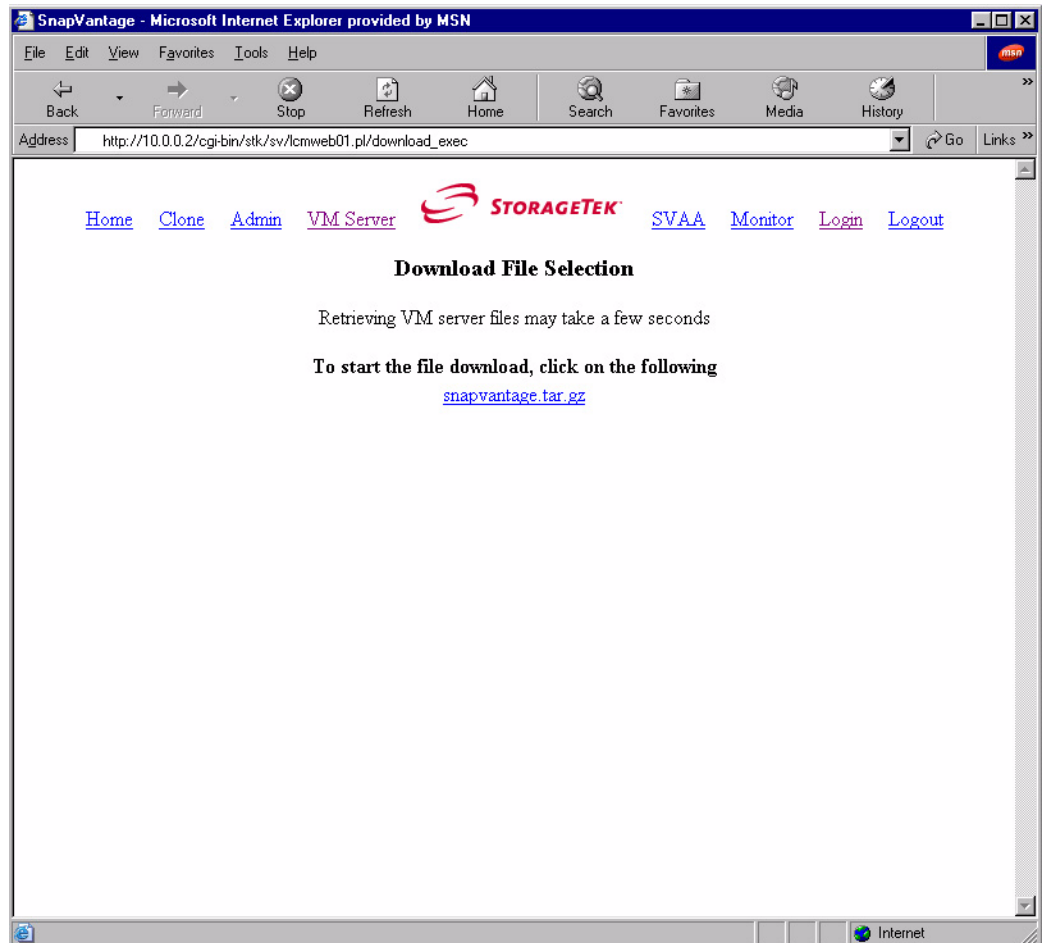 SnapVantage - Microsoft Internet Explorer provided by MSN
File Edit View Favorites Tools Help
msn
Back Forward Stop Refresh Home Search Favorites Media History »
Address http://10.0.0.2/cgi-bin/stk/sv/lcmweb01.pl/download_exec Go Links »
Home Clone Admin VM Server STORAGETEK SVAA Monitor Login Logout
Download File Selection
Retrieving VM server files may take a few seconds
To start the file download, click on the following
snapvantage.tar.gz
Internet